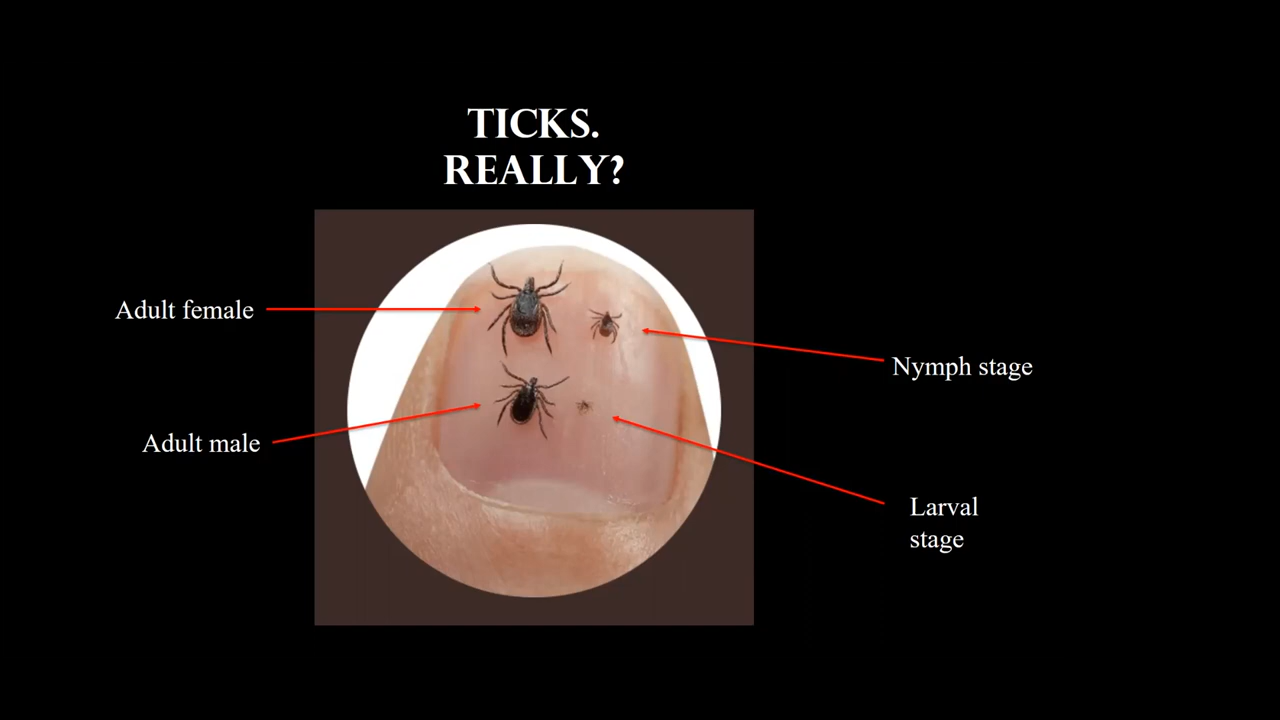 TICKS.
REALLY?
Adult female
Nymph stage
Adult male
Larval
stage